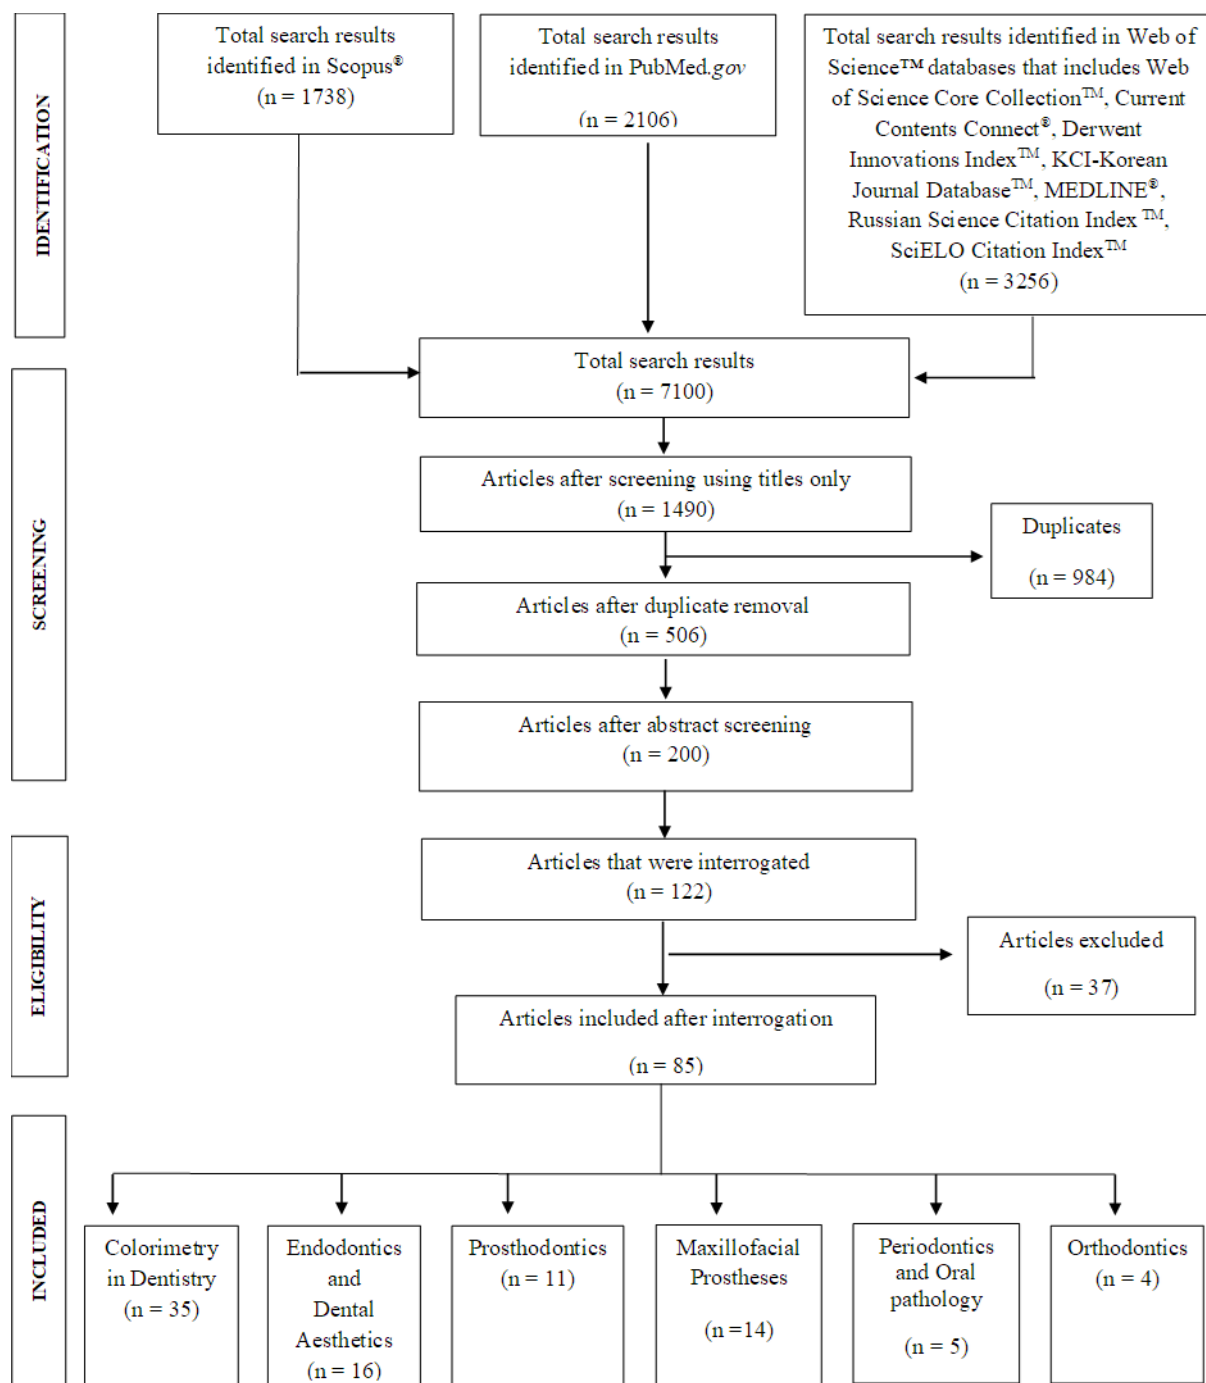 IDENTIFICATION
Total search results
identified in Scopus®
(n = 1738)
Total search results
identified in PubMed.gov
(n = 2106)
Total search results identified in Web of
Science™ databases that includes Web
of Science Core Collection™, Current
Contents Connect®, Derwent
Innovations Index™, KCI-Korean
Journal Database™, MEDLINE®,
Russian Science Citation Index ™,
SciELO Citation Index™
(n = 3256)
SCREENING
Total search results
(n = 7100)
Articles after screening using titles only
(n = 1490)
Duplicates
(n = 984)
Articles after duplicate removal
(n = 506)
Articles after abstract screening
(n = 200)
ELIGIBILITY
Articles that were interrogated
(n = 122)
Articles excluded
(n = 37)
Articles included after interrogation
(n = 85)
INCLUDED
Colorimetry
in Dentistry
(n = 35)
Endodontics
and
Dental
Aesthetics
(n = 16)
Prosthodontics
(n = 11)
Maxillofacial
Prostheses
(n =14)
Periodontics
and Oral
pathology
(n = 5)
Orthodontics
(n = 4)